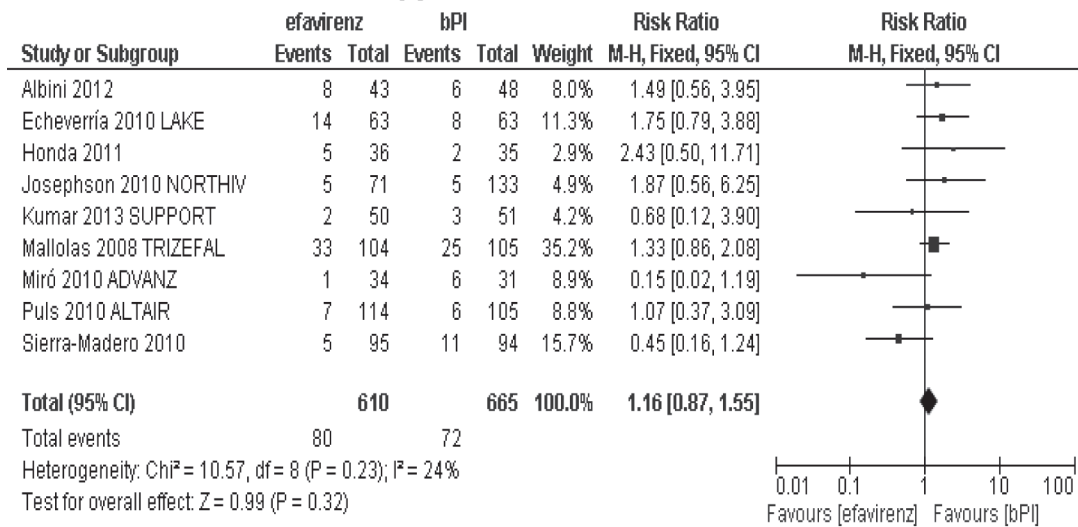 efavirenz bPI Risk Ratio Risk Ratio
Study or Subgroup Events Total Events Total Weight M-H, Fixed, 95% CI M-H, Fixed, 95% CI
Albini 2012 8 43 6 48 8.0% 1.49 [0.56, 3.95]
Echeverría 2010 LAKE 14 63 8 63 11.3% 1.75 [0.79, 3.88]
Honda 2011 5 36 2 35 2.9% 2.43 [0.50, 11.71]
Josephson 2010 NORTHIV 5 71 5 133 4.9% 1.87 [0.56, 6.25]
Kumar 2013 SUPPORT 2 50 3 51 4.2% 0.68 [0.12, 3.90]
Mallolas 2008 TRIZEFAL 33 104 25 105 35.2% 1.33 [0.86, 2.08]
Miró 2010 ADVANZ 1 34 6 31 8.9% 0.15 [0.02, 1.19]
Puls 2010 ALTAIR 7 114 6 105 8.8% 1.07 [0.37, 3.09]
Sierra-Madero 2010 5 95 11 94 15.7% 0.45 [0.16, 1.24]
Total (95% CI) 610 665 100.0% 1.16 [0.87, 1.55]
Total events 80 72
Heterogeneity: Chi² = 10.57, df = 8 (P = 0.23); I² = 24%
Test for overall effect: Z = 0.99 (P = 0.32)
0.01 0.1 1 10 100
Favours [efavirenz] Favours [bPI]